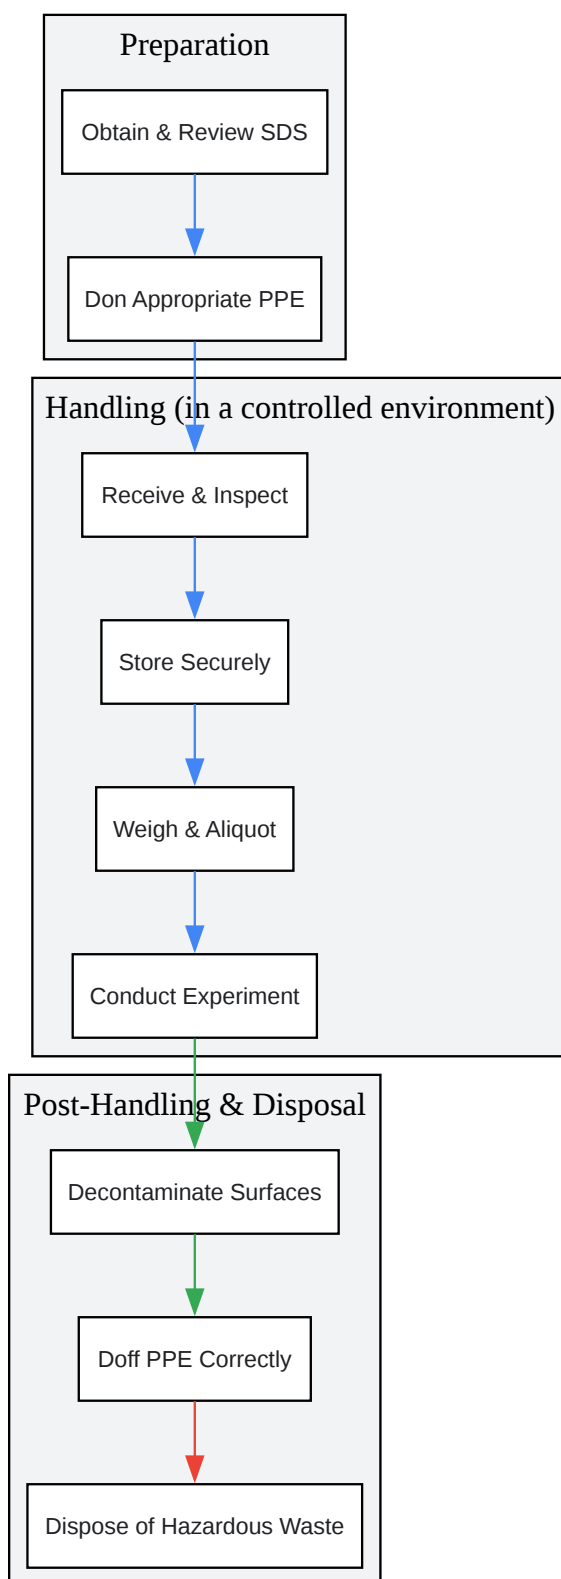 Preparation
Obtain & Review SDS
Don Appropriate PPE
Handling (in a controlled environment)
Receive & Inspect
Store Securely
Weigh & Aliquot
Conduct Experiment
Post-Handling & Disposal
Decontaminate Surfaces
Doff PPE Correctly
Dispose of Hazardous Waste